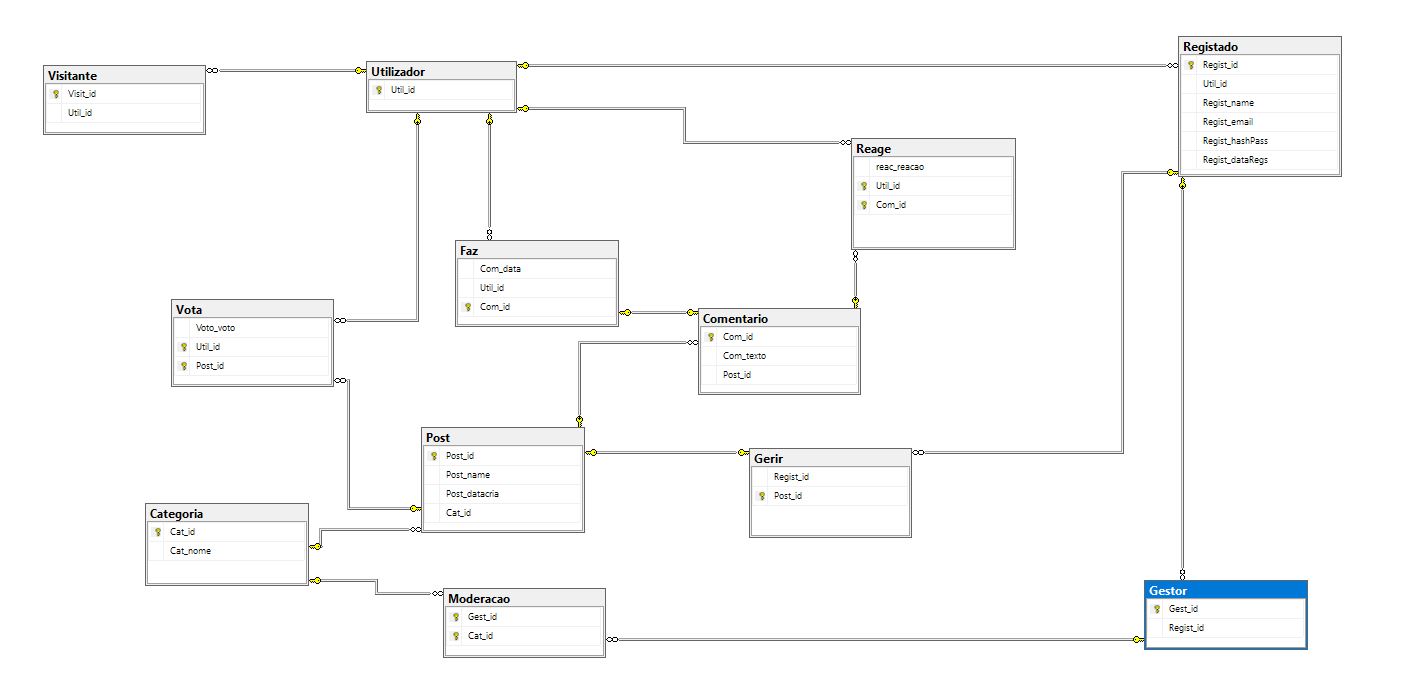 Visitante
Visit_id
Util_id
Utilizador
Util_id
Registado
Regist_id
Util_id
Regist_name
Regist_email
Regist_hashPass
Regist_dataRegs
Reage
reac_reacao
Util_id
Com_id
Faz
Com_data
Util_id
Com_id
Vota
Voto_voto
Util_id
Post_id
Comentario
Com_id
Com_texto
Post_id
Post
Post_id
Post_name
Post_datacria
Cat_id
Gerir
Regist_id
Post_id
Categoria
Cat_id
Cat_nome
Moderacao
Gest_id
Cat_id
Gestor
Gest_id
Regist_id